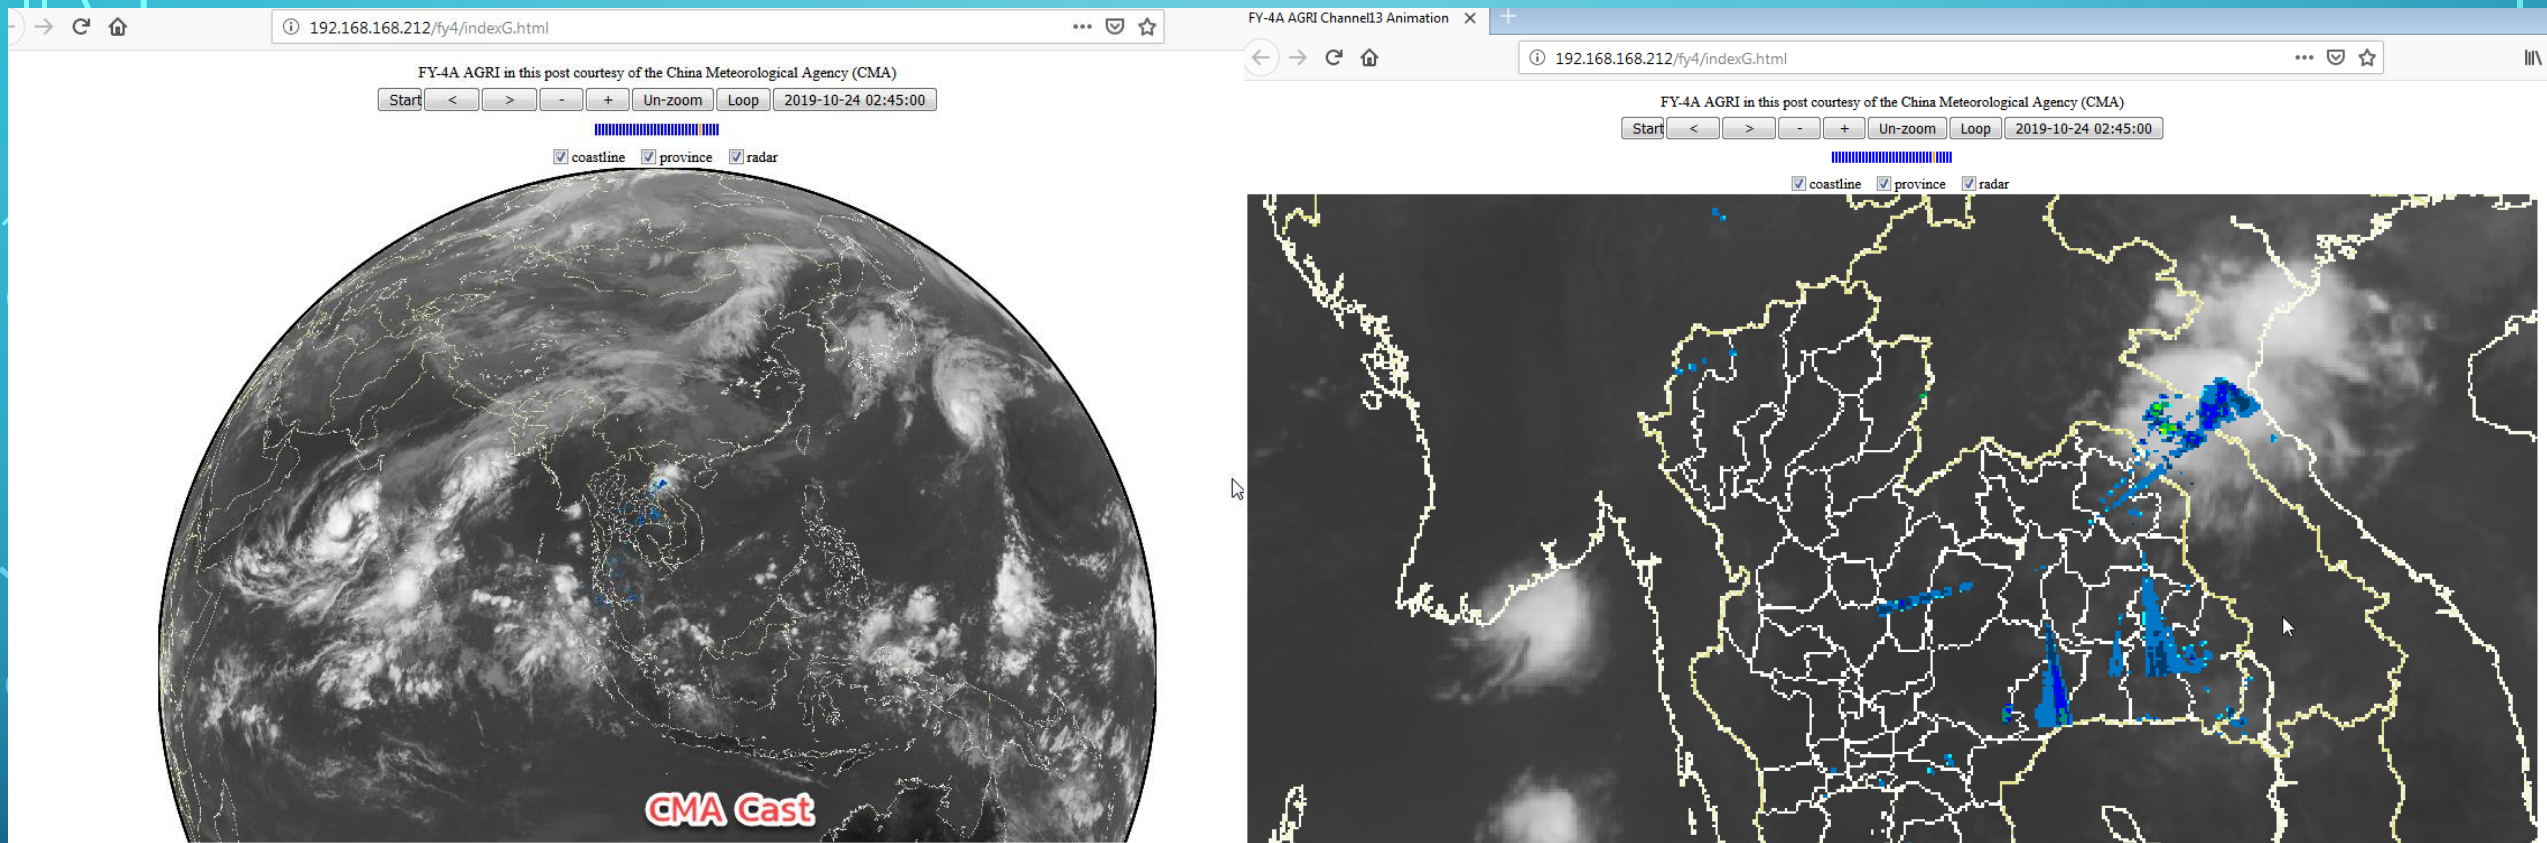 192.168.168.212/fy4/indexG.html
FY-4A AGRI in this post courtesy of the China Meteorological Agency (CMA)
Start < > - + Un-zoom Loop 2019-10-24 02:45:00
coastline province radar
CMA Cast
FY-4A AGRI Channel13 Animation
192.168.168.212/fy4/indexG.html
FY-4A AGRI in this post courtesy of the China Meteorological Agency (CMA)
Start < > - + Un-zoom Loop 2019-10-24 02:45:00
coastline province radar